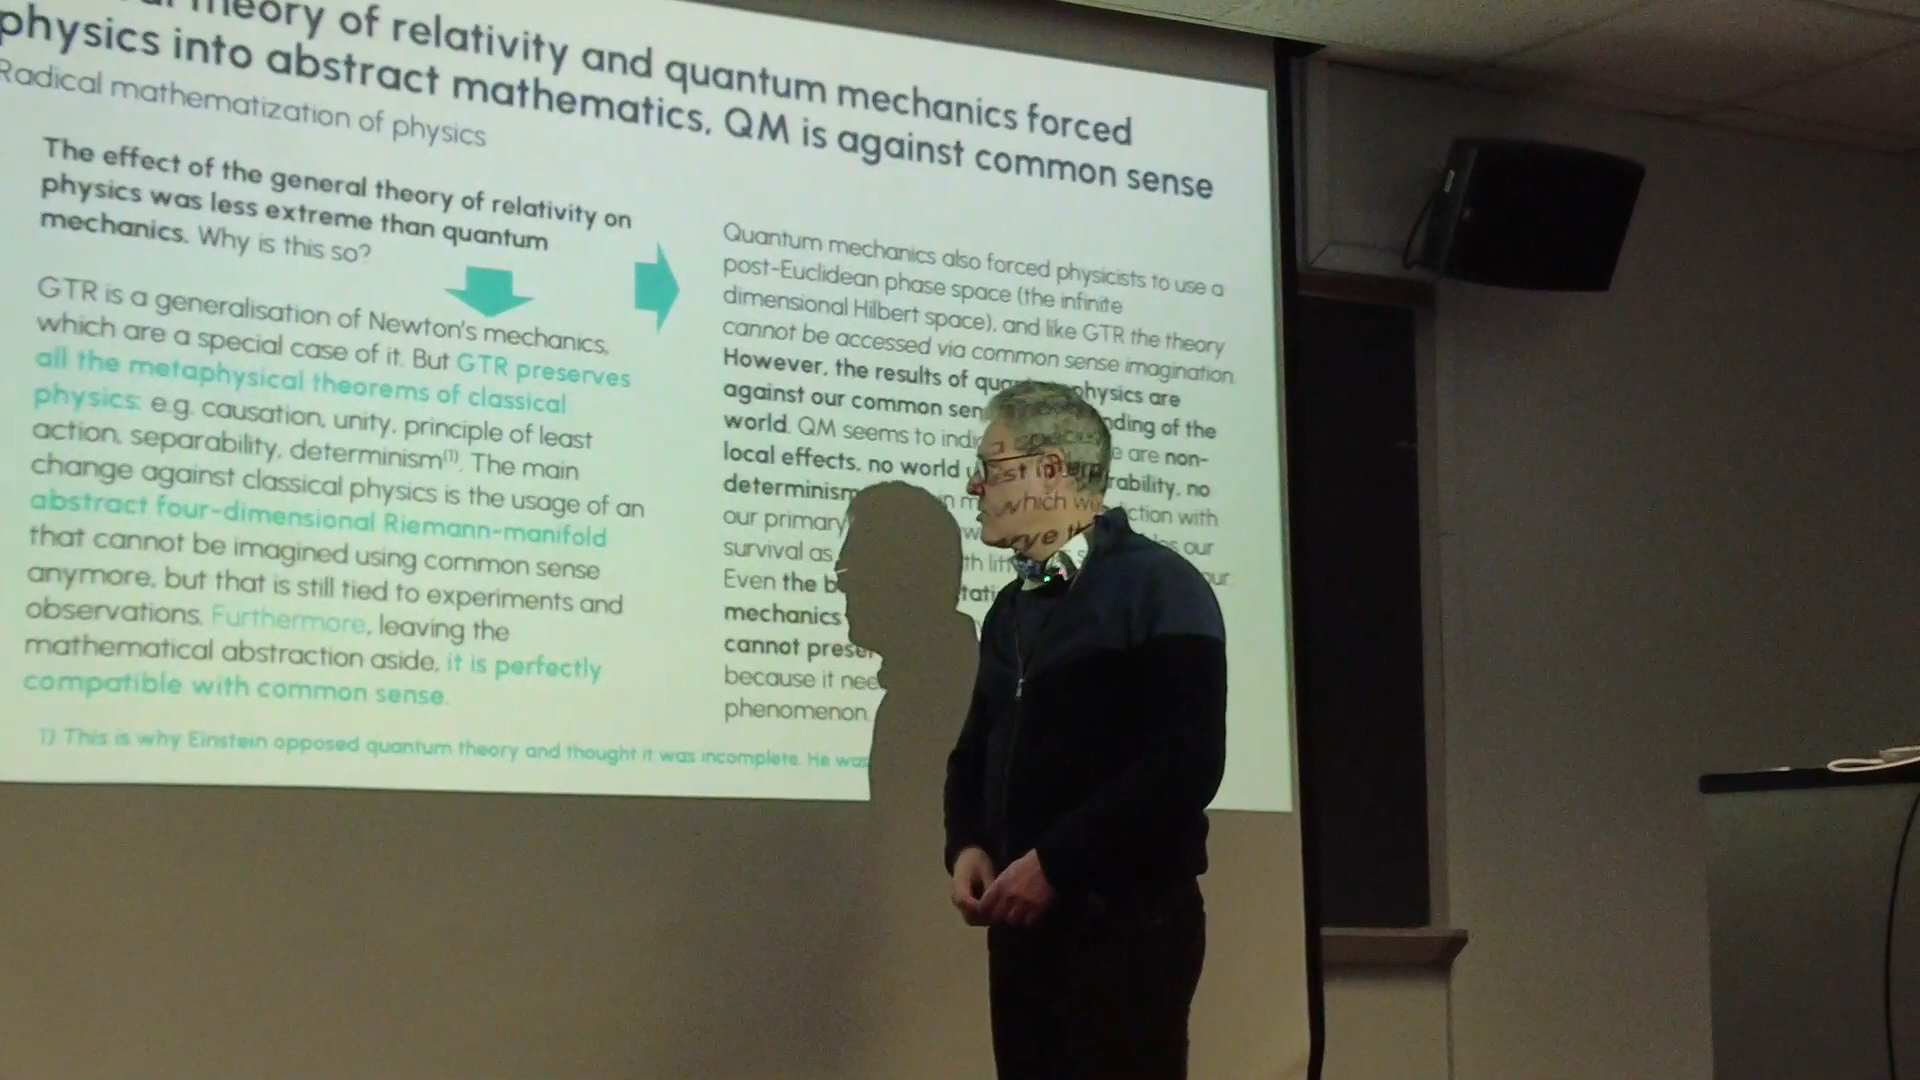 theory of relativity and quantum mechanics forced
physics into abstract mathematics, QM is against common sense
Radical mathematization of physics
The effect of the general theory of relativity on
physics was less extreme than quantum
mechanics. Why is this so?
GTR is a generalisation of Newton's mechanics,
which are a special case of it. But GTR preserves
all the metaphysical theorems of classical
physics: e.g. causation, unity, principle of least
action, separability, determinism(1). The main
change against classical physics is the usage of an
abstract four-dimensional Riemann-manifold
that cannot be imagined using common sense
anymore, but that is still tied to experiments and
observations. Furthermore, leaving the
mathematical abstraction aside, it is perfectly
compatible with common sense.
Quantum mechanics also forced physicists to use a
post-Euclidean phase space (the infinite
dimensional Hilbert space), and like GTR the theory
cannot be accessed via common sense imagination
However, the results of physics are
against our common of the
world. QM seems to are non-
local effects, no world no
determinism which with
our primary our
survival as
Even the
mechanics
cannot
because it
phenomenon.
1) This is why Einstein opposed quantum theory and thought it was incomplete. He was